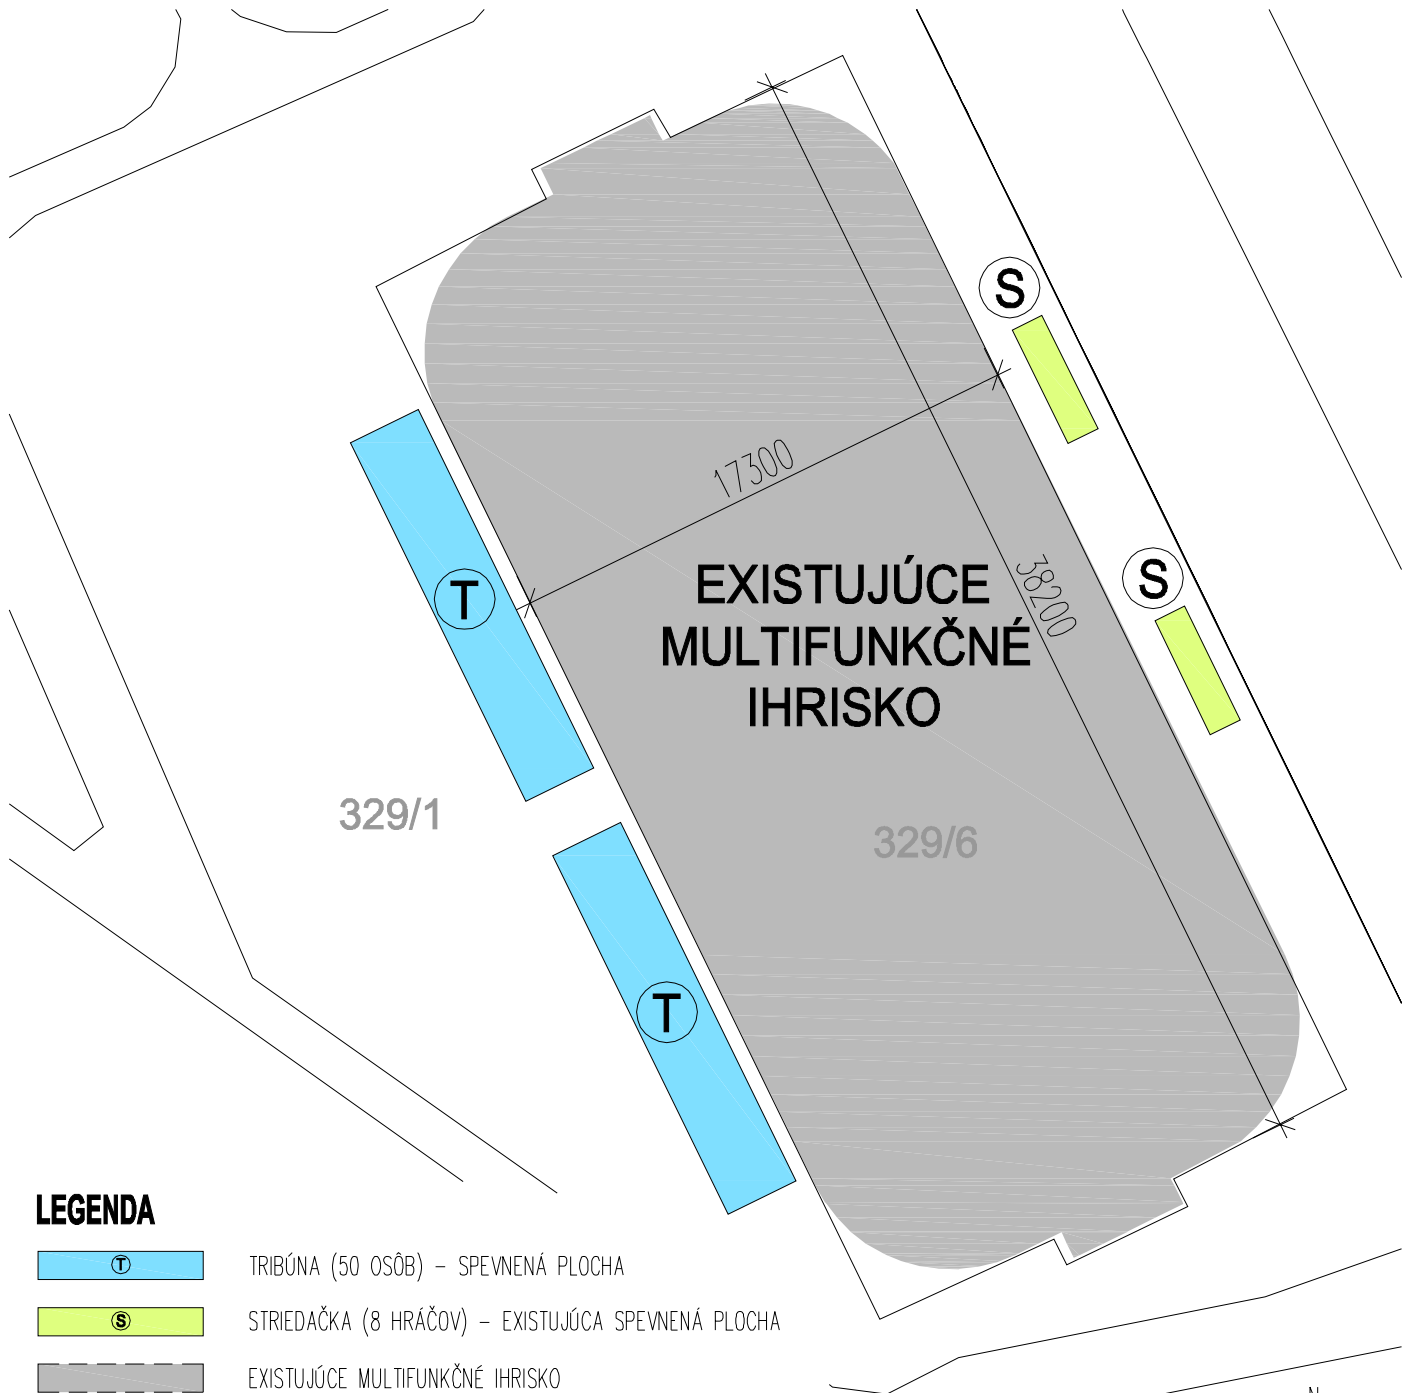 S
17300
T
EXISTUJÚCE
MULTIFUNKČNÉ
IHRISKO
38200
S
329/1
329/6
T
LEGENDA
T TRIBÚNA (50 OSÔB) - SPEVNENÁ PLOCHA
S STRIEDAČKA (8 HRÁČOV) - EXISTUJÚCA SPEVNENÁ PLOCHA
EXISTUJÚCE MULTIFUNKČNÉ IHRISKO